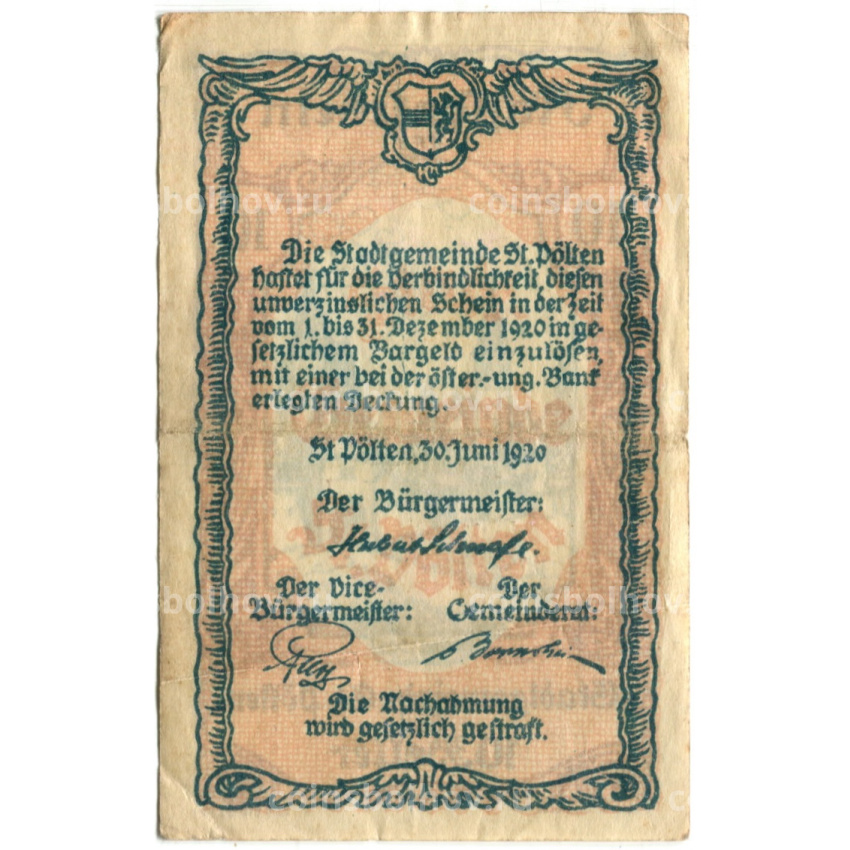 Die Stadtgemeinde St. Pölten
haftet für die Verbindlichkeit, diesen
unverzinslichen Schein in der Zeit
vom 1. bis 31. Dezember 1920 in ge-
setzlichem Bargeld einzulösen,
mit einer bei der öster.-ung. Bank
erlegten Deckung.
St Pölten, 30. Juni 1920
Der Bürgermeister:
Der Vice-
Bürgermeister:
Der
Gemeinderat:
Die Nachahmung
wird gesetzlich gestraft.
coinsbolhov.ru